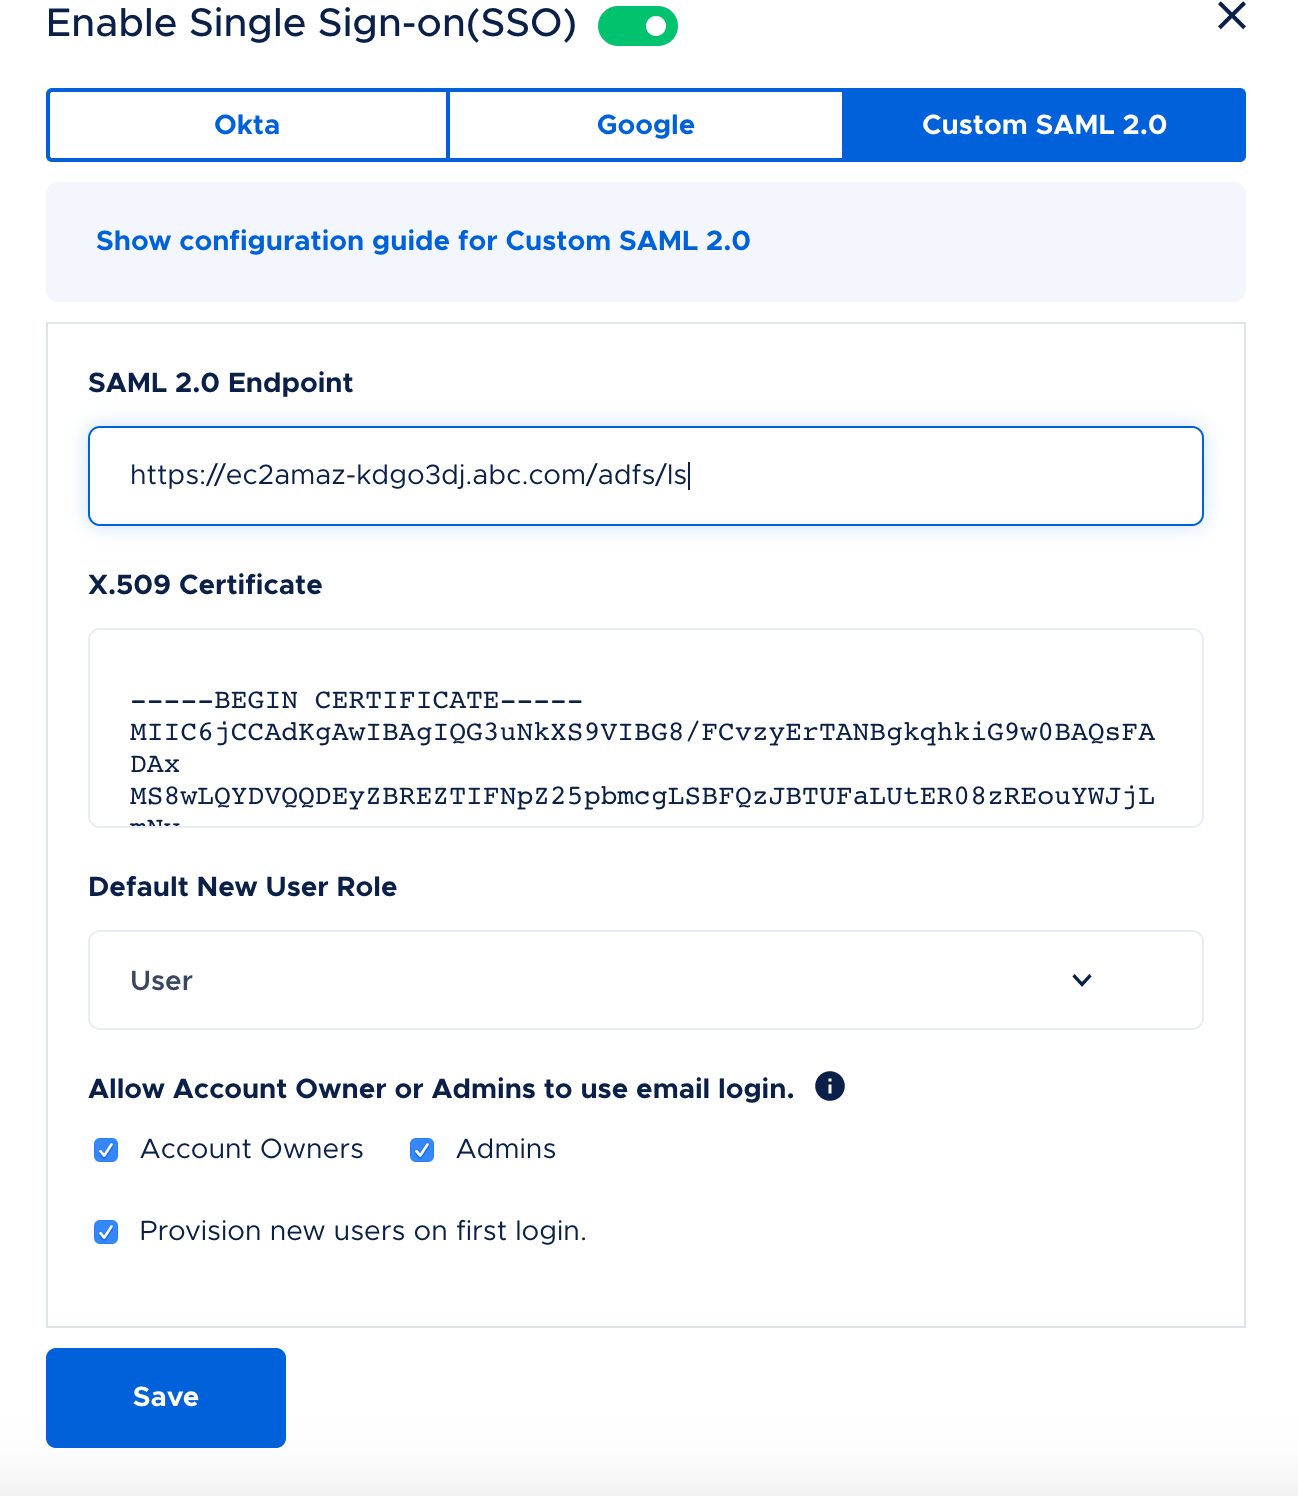 Enable Single Sign-on(SSO)
Okta
Google
Custom SAML 2.0
Show configuration guide for Custom SAML 2.0
SAML 2.0 Endpoint
https://ec2amaz-kdgo3dj.abc.com/adfs/ls
X.509 Certificate
-----BEGIN CERTIFICATE-----
MIIC6jCCAdKgAwIBAgIQG3uNkXS9VIBG8/FCvzyErTANBgkqhkiG9w0BAQsFA
DAx
MS8wLQYDVQQDEyZBREZTIFNpZ25pbmcgLSBFQzJBTUFaLUtER08zREouYWJjL
Default New User Role
User
Allow Account Owner or Admins to use email login.
Account Owners
Admins
Provision new users on first login.
Save